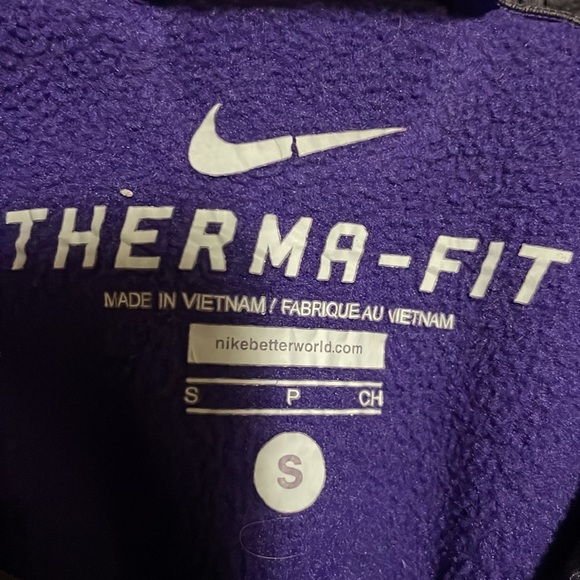 THERMA-FIT
MADE IN VIETNAM / FABRIQUE AU VIETNAM
nikebetterworld.com
S P CH
S